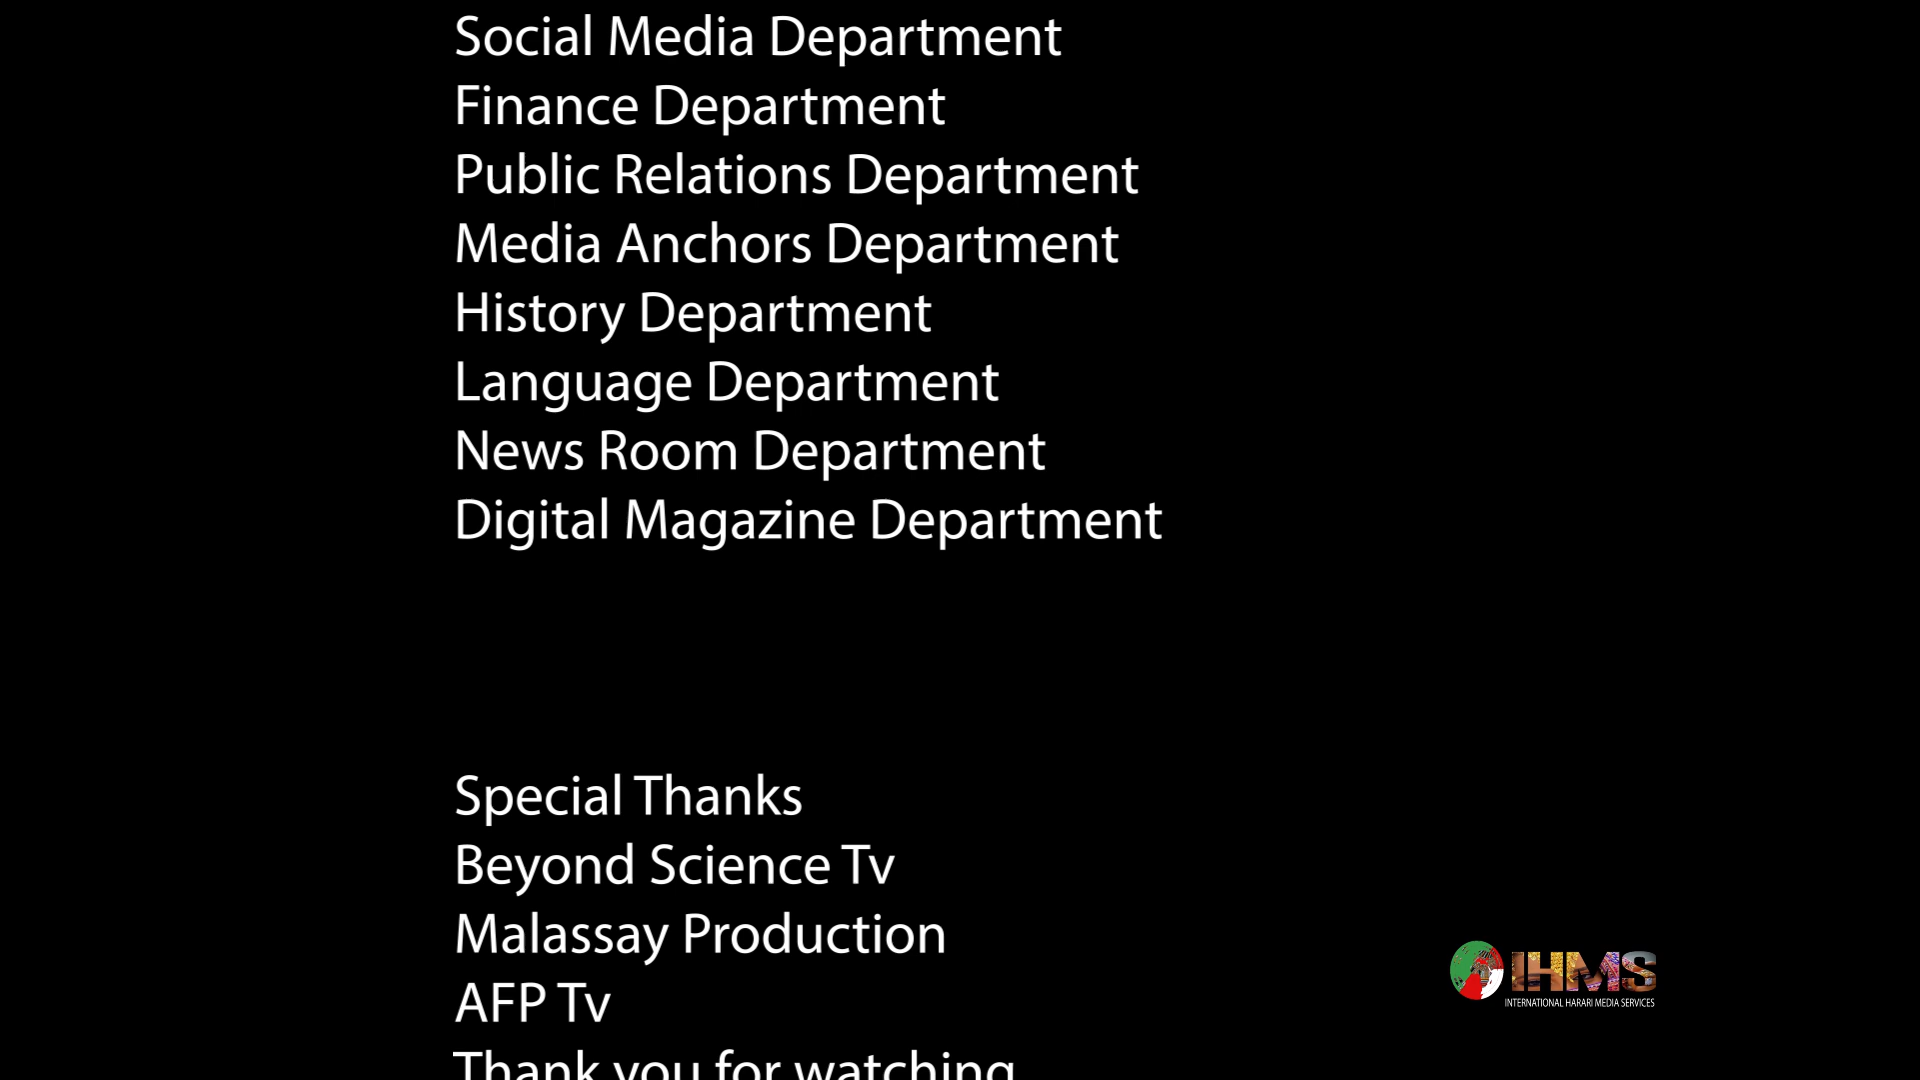 Social Media Department
Finance Department
Public Relations Department
Media Anchors Department
History Department
Language Department
News Room Department
Digital Magazine Department
Special Thanks
Beyond Science Tv
Malassay Production
AFP Tv
Thank you for watching
IHMS
INTERNATIONAL HARARI MEDIA SERVICES